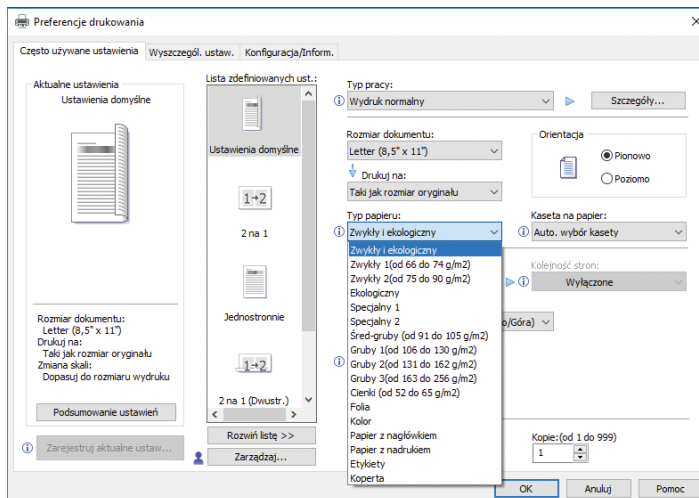 Preferencje drukowania
Często używane ustawienia
Wyszczegól. ustaw.
Konfiguracja/Inform.
Aktualne ustawienia
Ustawienia domyślne
Rozmiar dokumentu:
Letter (8,5" x 11")
Drukuj na:
Taki jak rozmiar oryginału
Zmiana skali:
Dopasuj do rozmiaru wydruku
Podsumowanie ustawień
Zarejestruj aktualne ustaw...
Lista zdefiniowanych ust.:
Ustawienia domyślne
1→2
2 na 1
Jednostronnie
1→2
2 na 1 (Dwustr.)
Rozwiń listę >>
Zarządzaj...
Typ pracy:
Wydruk normalny
Szczegóły...
Rozmiar dokumentu:
Letter (8,5" x 11")
Drukuj na:
Taki jak rozmiar oryginału
Orientacja
Pionowo
Poziomo
Typ papieru:
Zwykły i ekologiczny
Zwykły i ekologiczny
Zwykły 1(od 66 do 74 g/m2)
Zwykły 2(od 75 do 90 g/m2)
Ekologiczny
Specjalny 1
Specjalny 2
Śred-gruby (od 91 do 105 g/m2)
Gruby 1(od 106 do 130 g/m2)
Gruby 2(od 131 do 162 g/m2)
Gruby 3(od 163 do 256 g/m2)
Cienki (od 52 do 65 g/m2)
Folia
Kolor
Papier z nagłówkiem
Papier z nadrukiem
Etykiety
Koperta
Kaseta na papier:
Auto. wybór kasety
Kolejność stron:
Wyłączone
o/Góra)
Kopie:(od 1 do 999)
1
OK
Anuluj
Pomoc